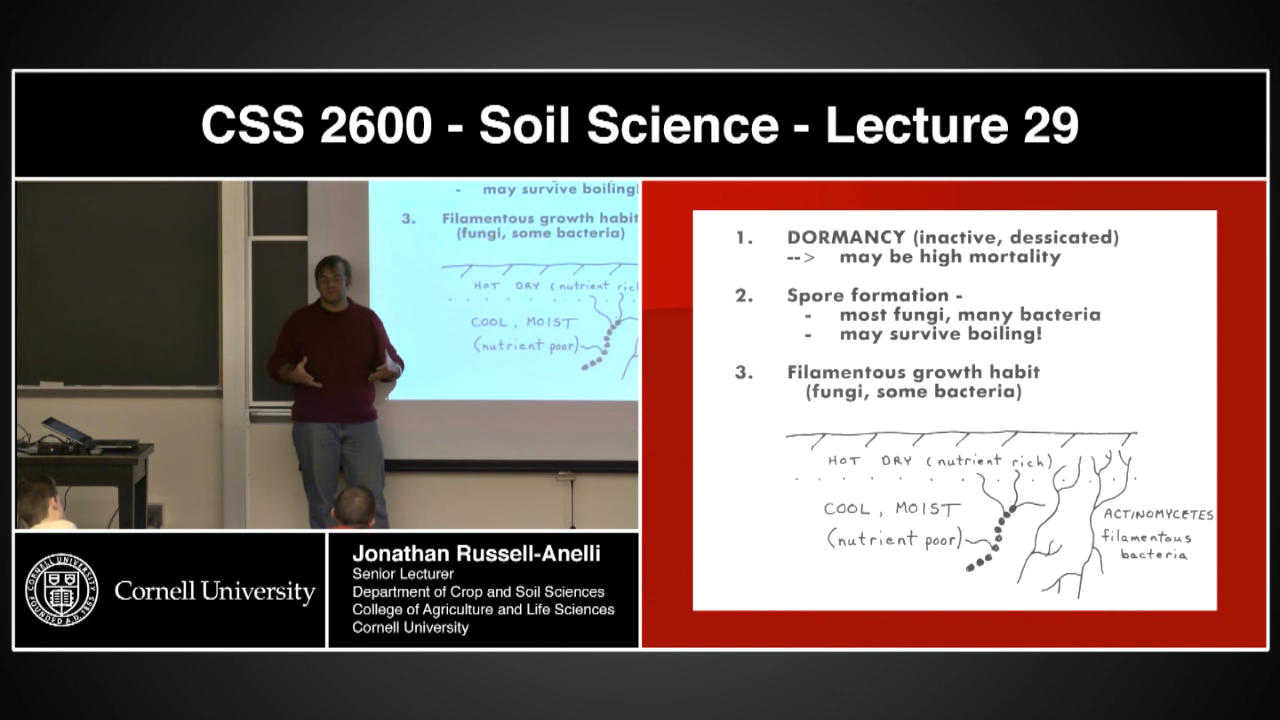 CSS 2600 - Soil Science - Lecture 29
- may survive boiling!
3. Filamentous growth habit
(fungi, some bacteria)
HOT DRY (nutrient rich
COOL, MOIST
(nutrient poor)
1. DORMANCY (inactive, dessicated)
--> may be high mortality
2. Spore formation -
- most fungi, many bacteria
- may survive boiling!
3. Filamentous growth habit
(fungi, some bacteria)
HOT DRY (nutrient rich)
COOL, MOIST
(nutrient poor)
ACTINOMYCETES
filamentous
bacteria
CORNELL UNIVERSITY
FOUNDED A.D. 1865
Cornell University
Jonathan Russell-Anelli
Senior Lecturer
Department of Crop and Soil Sciences
College of Agriculture and Life Sciences
Cornell University